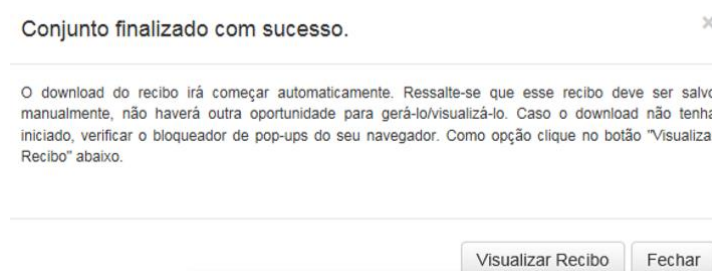 Conjunto finalizado com sucesso.
×
O download do recibo irá começar automaticamente. Ressalte-se que esse recibo deve ser salvo
manualmente, não haverá outra oportunidade para gerá-lo/visualizá-lo. Caso o download não tenha
iniciado, verificar o bloqueador de pop-ups do seu navegador. Como opção clique no botão "Visualizar
Recibo" abaixo.
Visualizar Recibo Fechar